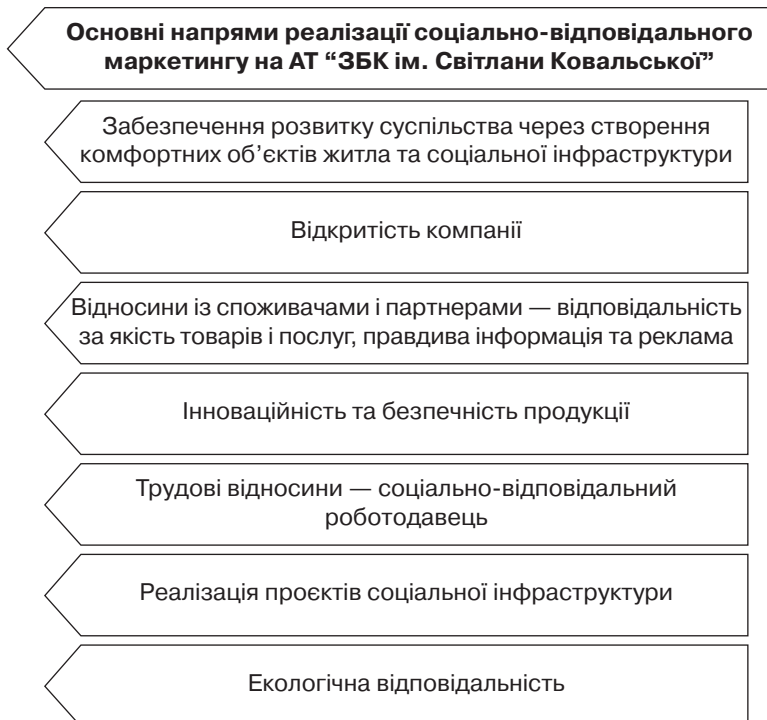 Основні напрями реалізації соціально-відповідального
маркетингу на АТ “ЗБК ім. Світлани Ковальської”
Забезпечення розвитку суспільства через створення
комфортних об’єктів житла та соціальної інфраструктури
Відкритість компанії
Відносини із споживачами і партнерами — відповідальність
за якість товарів і послуг, правдива інформація та реклама
Інноваційність та безпечність продукції
Трудові відносини — соціально-відповідальний
роботодавець
Реалізація проєктів соціальної інфраструктури
Екологічна відповідальність